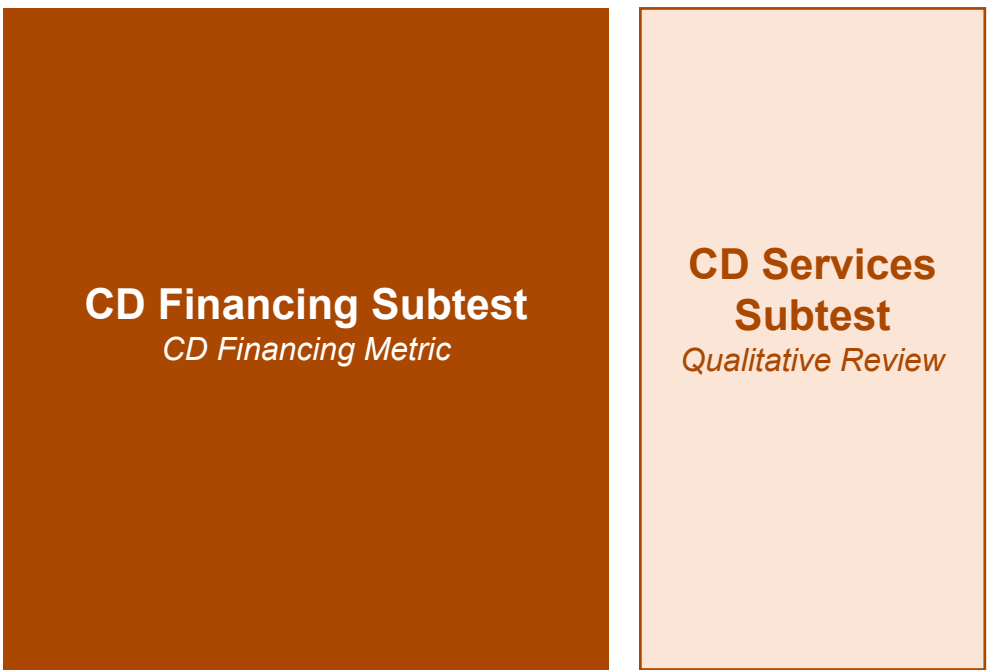 CD Financing Subtest
CD Financing Metric
CD Services
Subtest
Qualitative Review